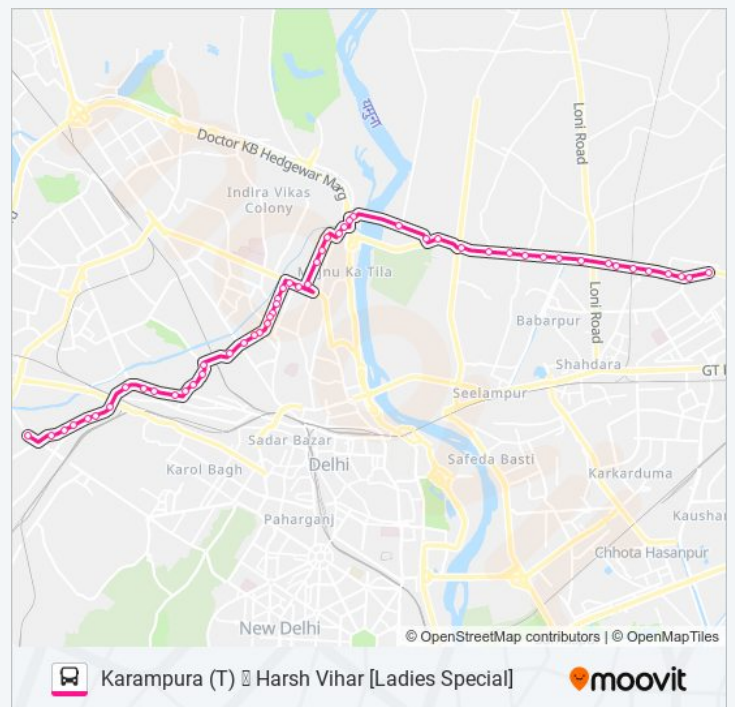 यमुना
Loni Road
Doctor KB Hedgewar Marg
Indira Vikas
Colony
Majnu Ka Tila
Loni Road
Babarpur
Shahdara
GT
Seelampur
Sadar Bazar
Karol Bagh
Delhi
Safeda Basti
Karkarduma
Paharganj
Kaushar
Chhota Hasanpur
New Delhi
© OpenStreetMap contributors | © OpenMapTiles
Karampura (T) Harsh Vihar [Ladies Special]
moovit